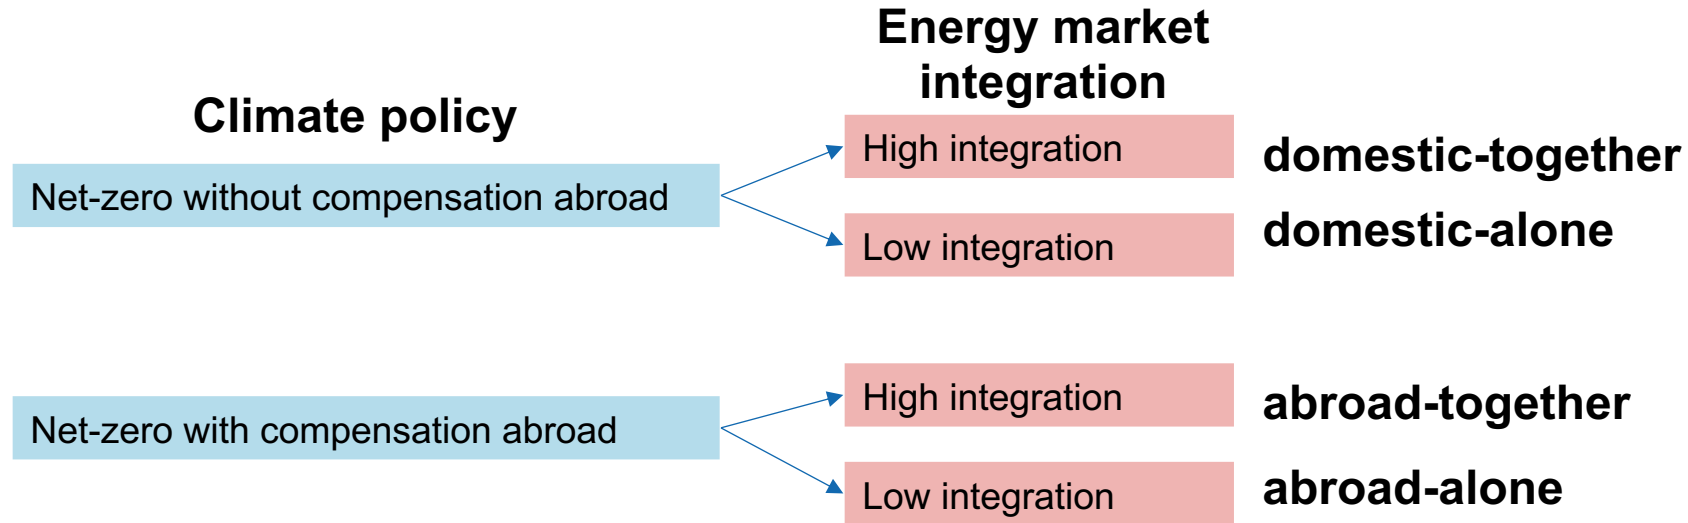 Energy market
integration
Climate policy
High integration
domestic-together
Net-zero without compensation abroad
Low integration
domestic-alone
High integration
abroad-together
Net-zero with compensation abroad
Low integration
abroad-alone